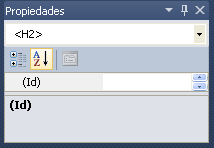 Propiedades
<H2>
A
Z
(Id)
(Id)